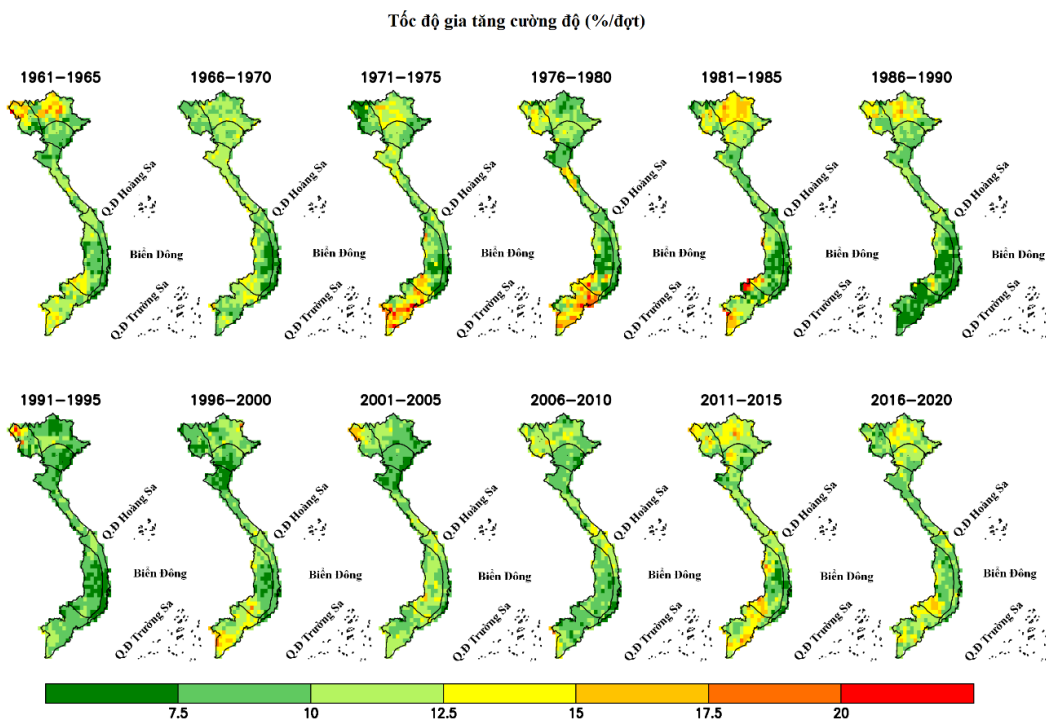 Tốc độ gia tăng cường độ (%/đợt)
1961-1965
1966-1970
1971-1975
1976-1980
1981-1985
1986-1990
Q.Đ Hoàng Sa
Q.Đ Hoàng Sa
Q.Đ Hoàng Sa
Q.Đ Hoàng Sa
Q.Đ Hoàng Sa
Q.Đ Hoàng Sa
Biển Đông
Biển Đông
Biển Đông
Biển Đông
Biển Đông
Biển Đông
Q.Đ Trường Sa
Q.Đ Trường Sa
Q.Đ Trường Sa
Q.Đ Trường Sa
Q.Đ Trường Sa
Q.Đ Trường Sa
1991-1995
1996-2000
2001-2005
2006-2010
2011-2015
2016-2020
Q.Đ Hoàng Sa
Q.Đ Hoàng Sa
Q.Đ Hoàng Sa
Q.Đ Hoàng Sa
Q.Đ Hoàng Sa
Q.Đ Hoàng Sa
Biển Đông
Biển Đông
Biển Đông
Biển Đông
Biển Đông
Biển Đông
Q.Đ Trường Sa
Q.Đ Trường Sa
Q.Đ Trường Sa
Q.Đ Trường Sa
Q.Đ Trường Sa
Q.Đ Trường Sa
7.5 10 12.5 15 17.5 20